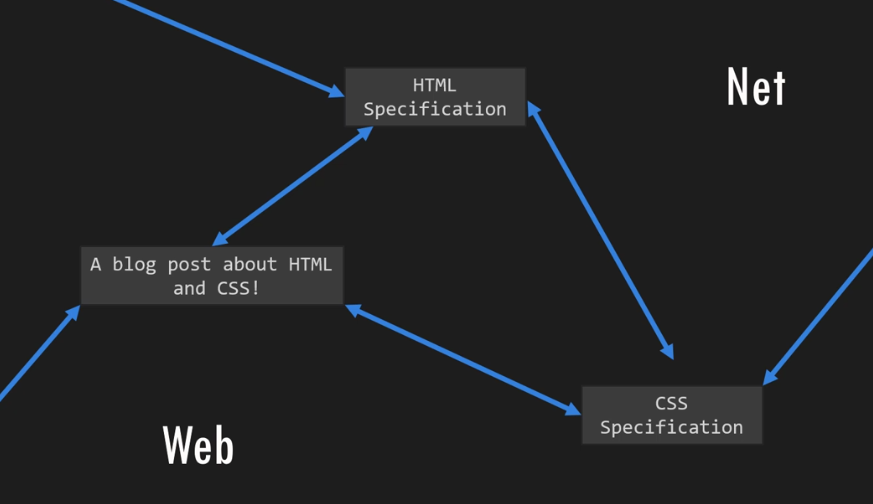 HTML
Specification
Net
A blog post about HTML
and CSS!
CSS
Specification
Web